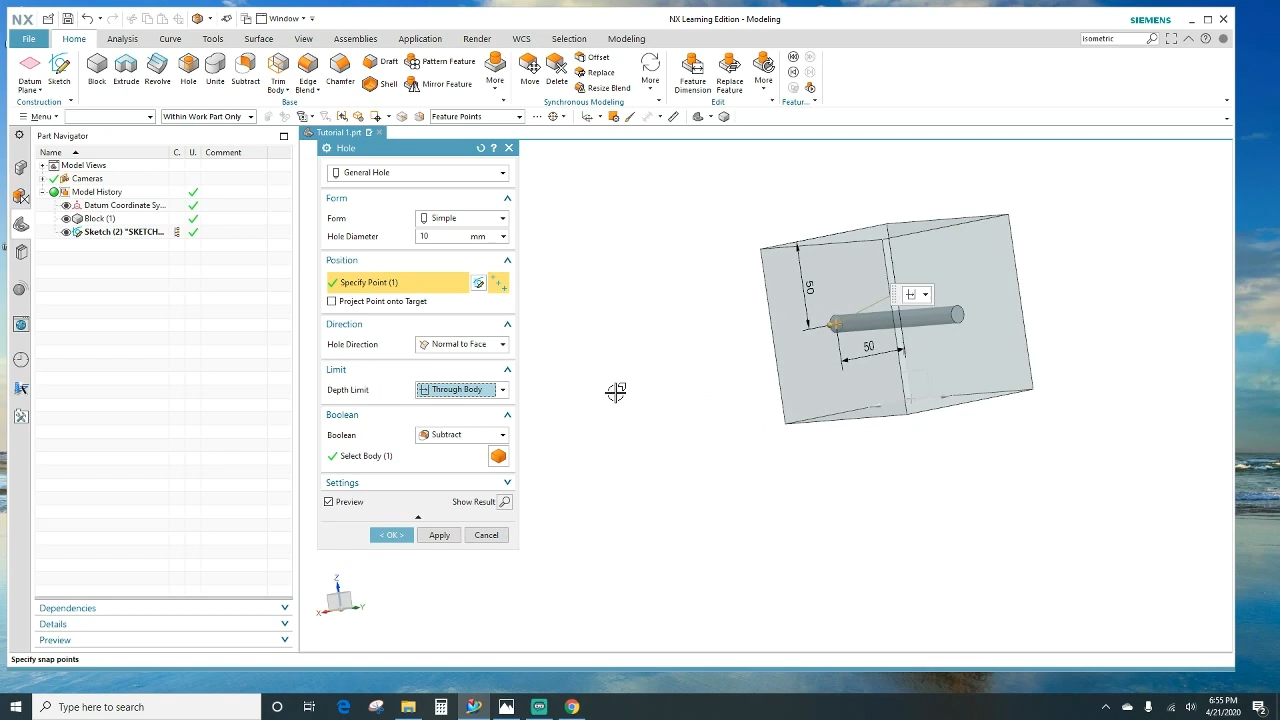 NX
Window
NX Learning Edition - Modeling
SIEMENS
File Home Analysis Curve Tools Surface View Assemblies Application Render WCS Selection Modeling
isometric
Datum Plane Sketch Block Extrude Revolve Hole Unite Subtract Trim Body Edge Blend Chamfer Draft Shell Pattern Feature Mirror Feature More Move Delete Offset Replace Resize Blend More Feature Dimension Replace Feature More
Construction Base Synchronous Modeling Edit Featur...
Menu Within Work Part Only Feature Points
Part Navigator
Tutorial 1.prt
Name C. U. Comment
Model Views
Cameras
Model History
Datum Coordinate Sy...
Block (1)
Sketch (2) "SKETCH...
Dependencies
Details
Preview
Hole
General Hole
Form
Form Simple
Hole Diameter 10 mm
Position
Specify Point (1)
Project Point onto Target
Direction
Hole Direction Normal to Face
Limit
Depth Limit Through Body
Boolean
Boolean Subtract
Select Body (1)
Settings
Preview Show Result
< OK > Apply Cancel
50
50
Z
X Y
Specify snap points
Type here to search
6:55 PM
4/21/2020
2